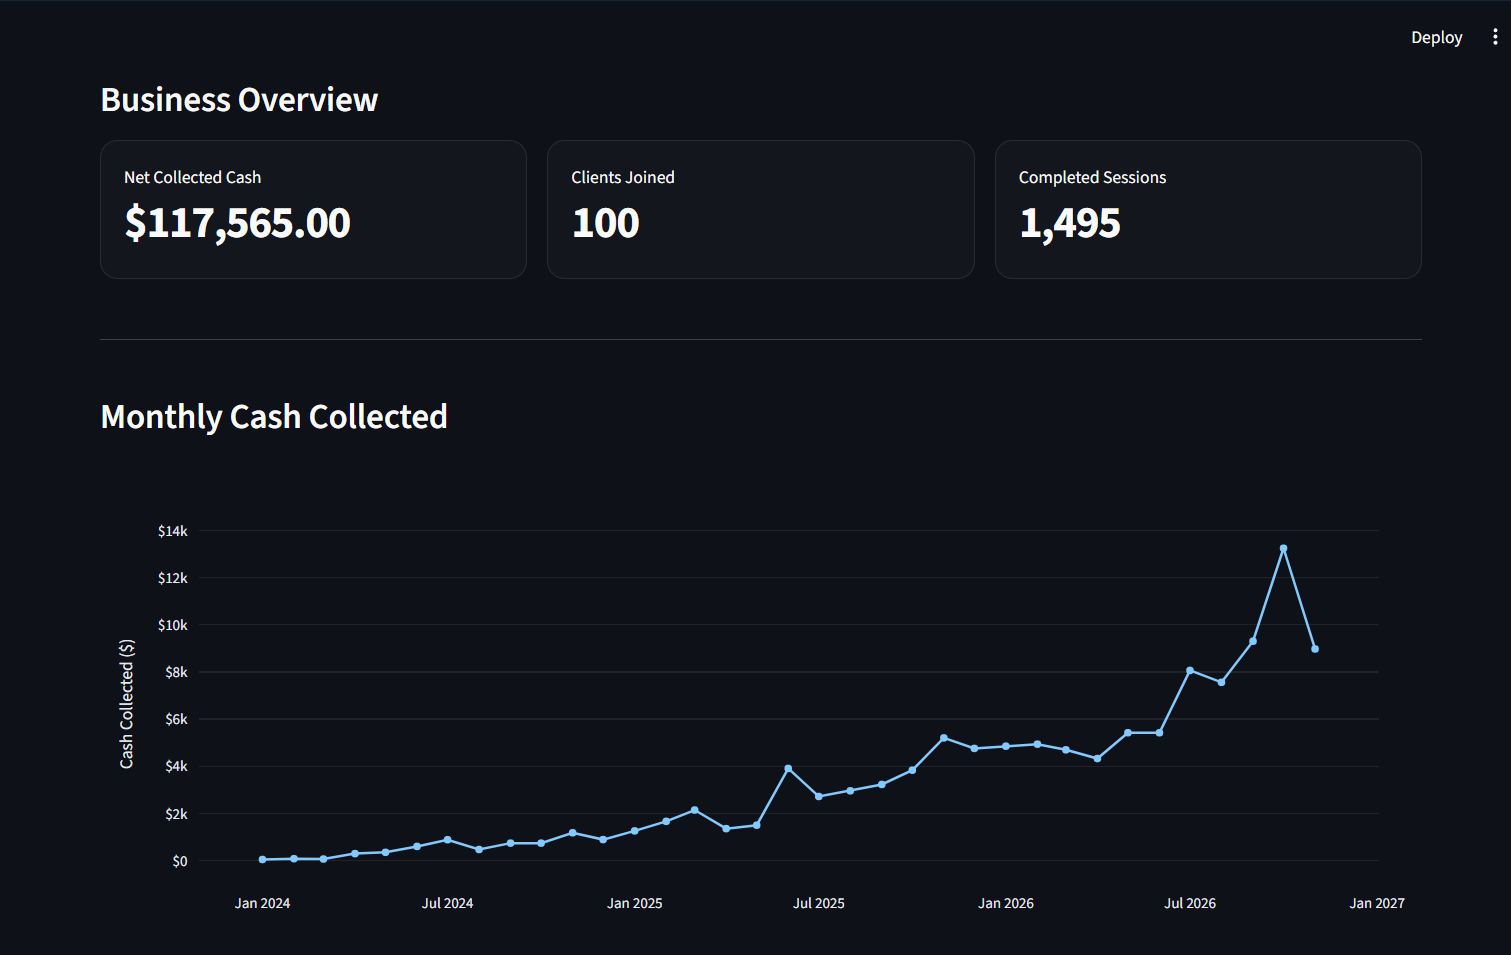 Deploy
Business Overview
Net Collected Cash
$117,565.00
Clients Joined
100
Completed Sessions
1,495
Monthly Cash Collected
Cash Collected ($)
$14k
$12k
$10k
$8k
$6k
$4k
$2k
$0
Jan 2024
Jul 2024
Jan 2025
Jul 2025
Jan 2026
Jul 2026
Jan 2027